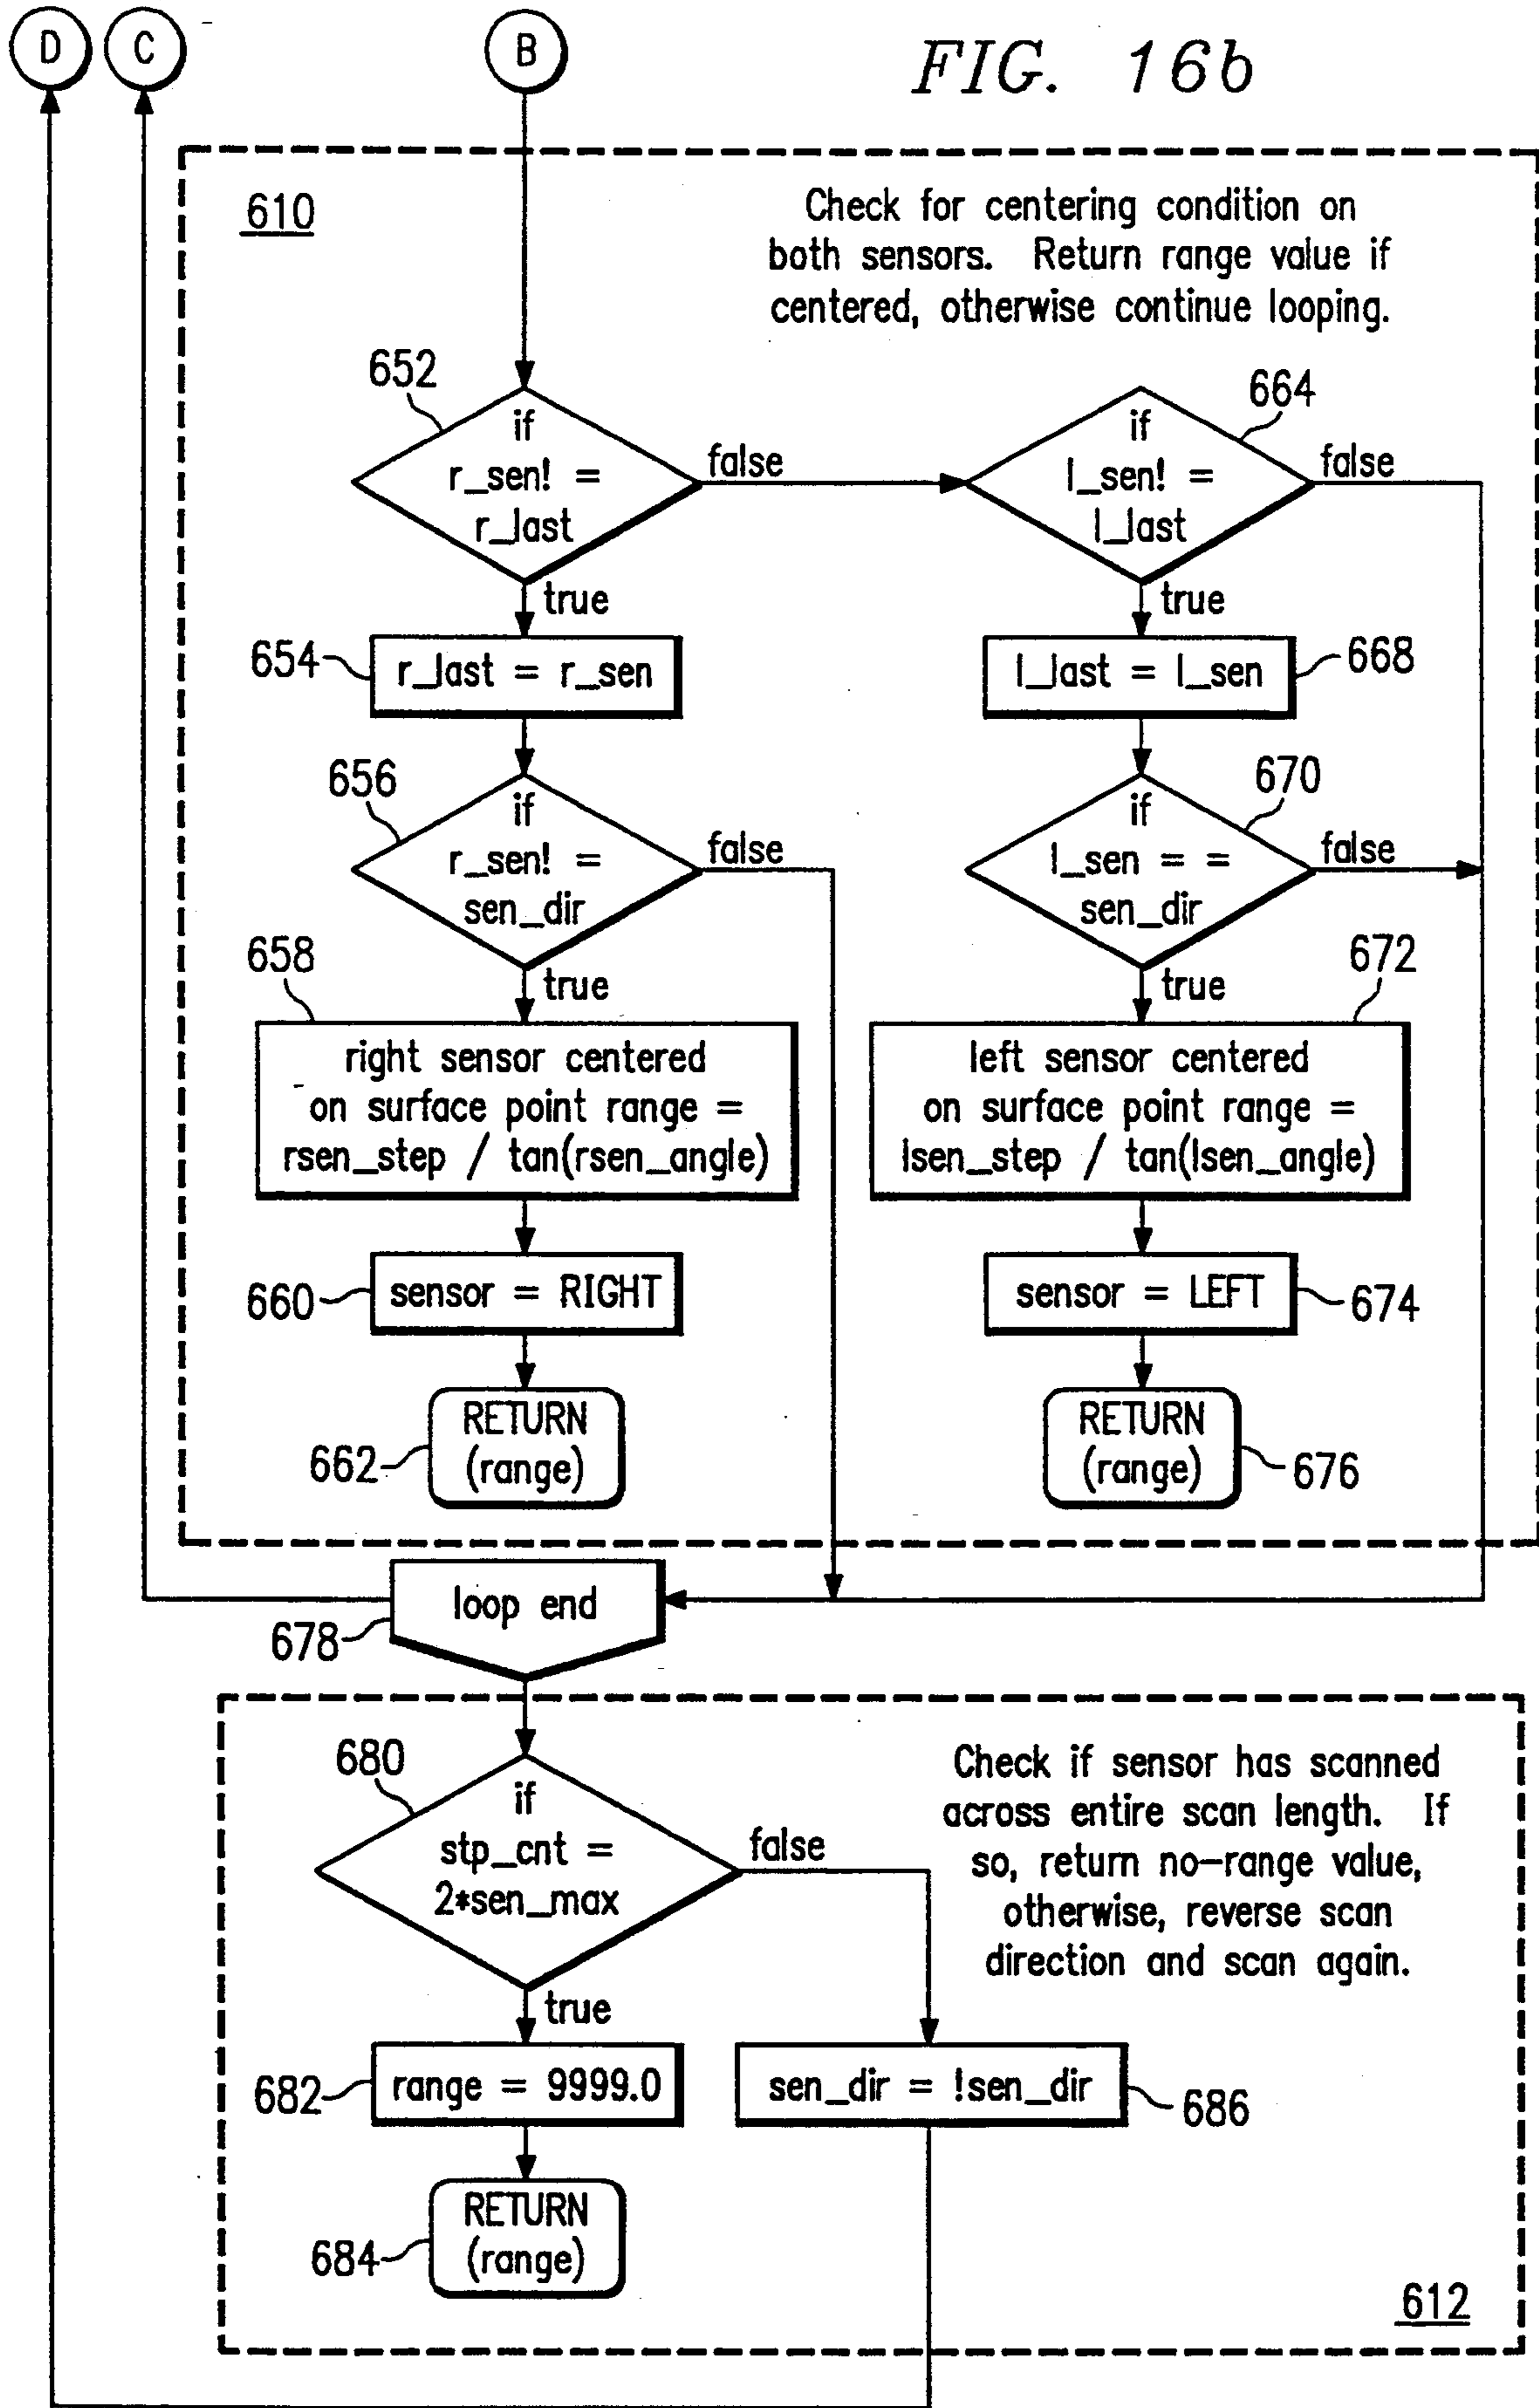 D
C
B
FIG. 16b
610
Check for centering condition on
both sensors. Return range value if
centered, otherwise continue looping.
652
if
r_sen! =
r_last
false
664
if
l_sen! =
l_last
false
true
true
654
r_last = r_sen
l_last = l_sen
668
656
if
r_sen! =
sen_dir
false
670
if
l_sen = =
sen_dir
false
658
true
true
672
right sensor centered
on surface point range =
rsen_step / tan(rsen_angle)
left sensor centered
on surface point range =
lsen_step / tan(lsen_angle)
660
sensor = RIGHT
sensor = LEFT
674
662
RETURN
(range)
RETURN
(range)
676
loop end
678
680
if
stp_cnt =
2*sen_max
false
true
Check if sensor has scanned
across entire scan length. If
so, return no-range value,
otherwise, reverse scan
direction and scan again.
682
range = 9999.0
sen_dir = !sen_dir
686
684
RETURN
(range)
612